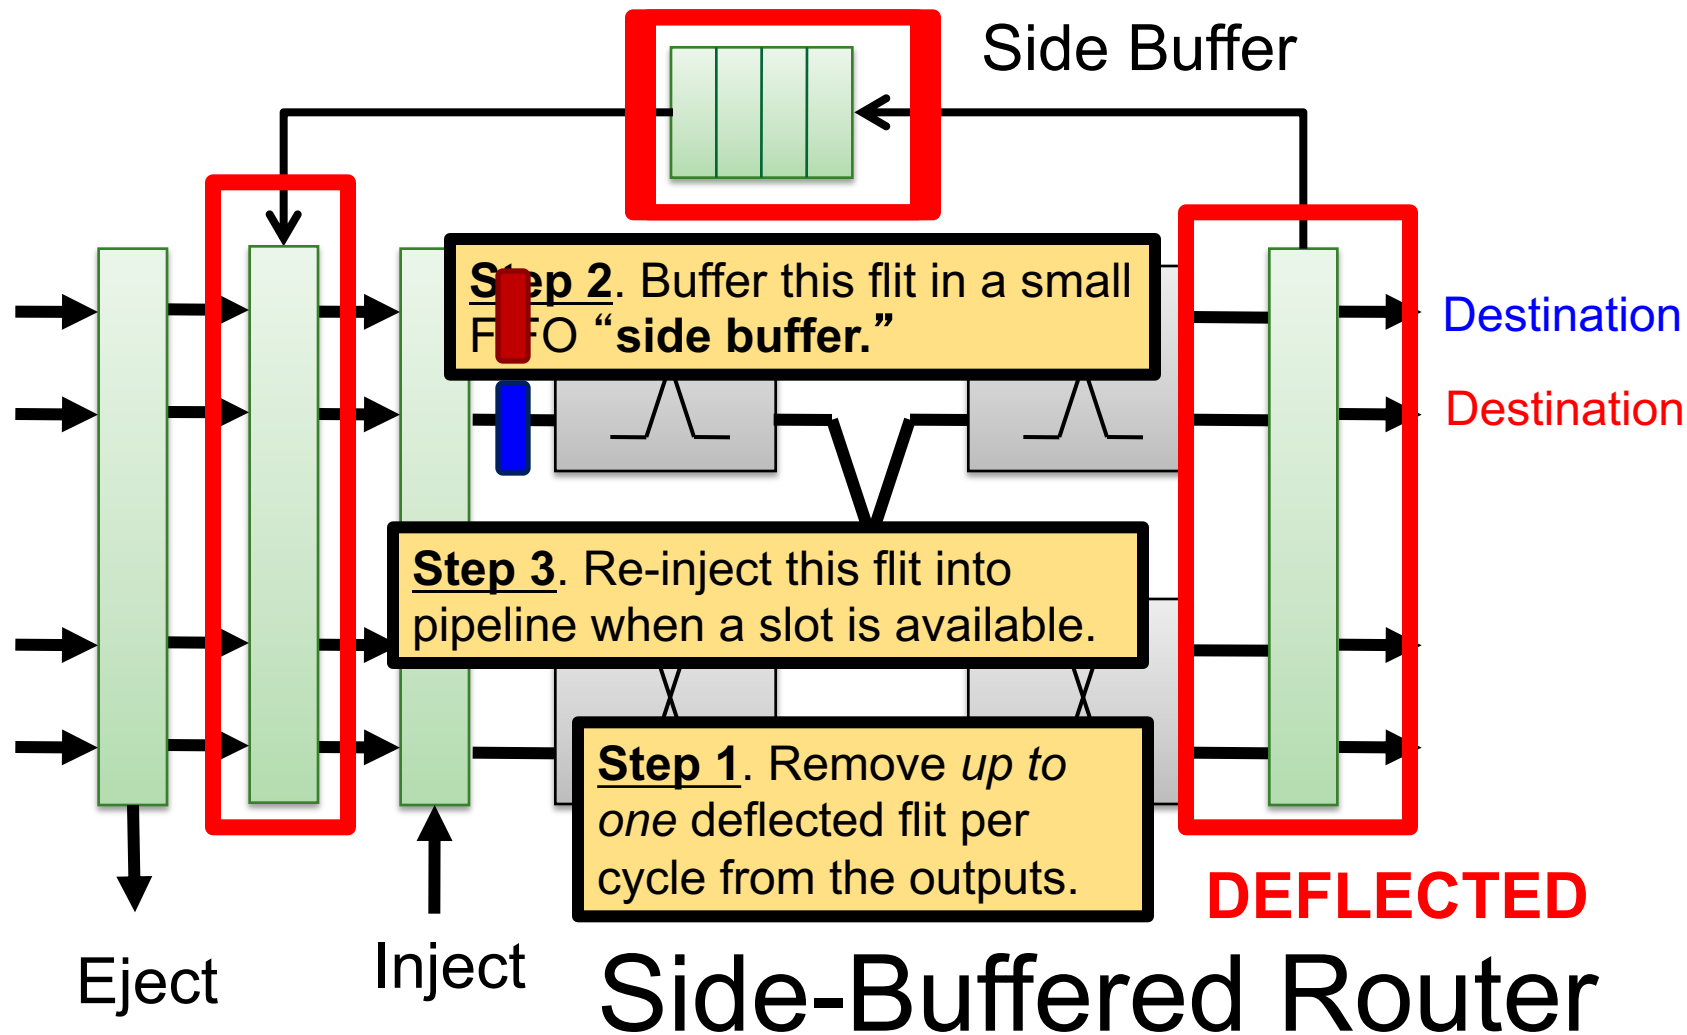 Side Buffer
Step 2. Buffer this flit in a small
FIFO “side buffer.”
Destination
Destination
Step 3. Re-inject this flit into
pipeline when a slot is available.
Step 1. Remove up to
one deflected flit per
cycle from the outputs.
DEFLECTED
Eject
Inject
Side-Buffered Router